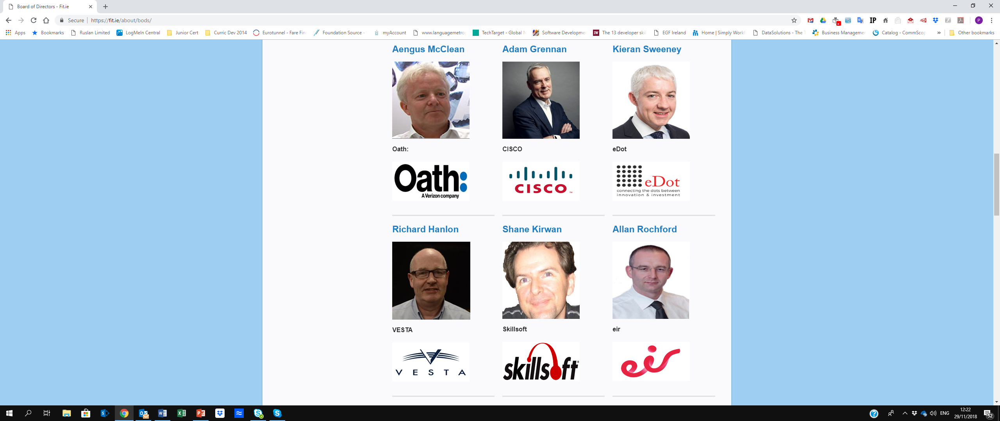 Board of Directors - Fit.ie
Secure https://fit.ie/about/bods/
IP
P
Apps Bookmarks Ruslan Limited LogMeIn Central Junior Cert Curric Dev 2014 Eurotunnel - Fare Fin Foundation Source - myAccount www.languagemetro TechTarget - Global Software Developme The 13 developer ski EGF Ireland Home | Simply Work DataSolutions - The Business Manageme Catalog - CommScop » Other bookmarks
Aengus McClean Adam Grennan Kieran Sweeney
Oath: CISCO eDot
Oath:
A Verizon company
CISCO™
eDot
connecting the dots between
innovation & investment
Richard Hanlon Shane Kirwan Allan Rochford
VESTA Skillsoft eir
VESTA
skillsoft
eir
ENG
12:22
29/11/2018
52